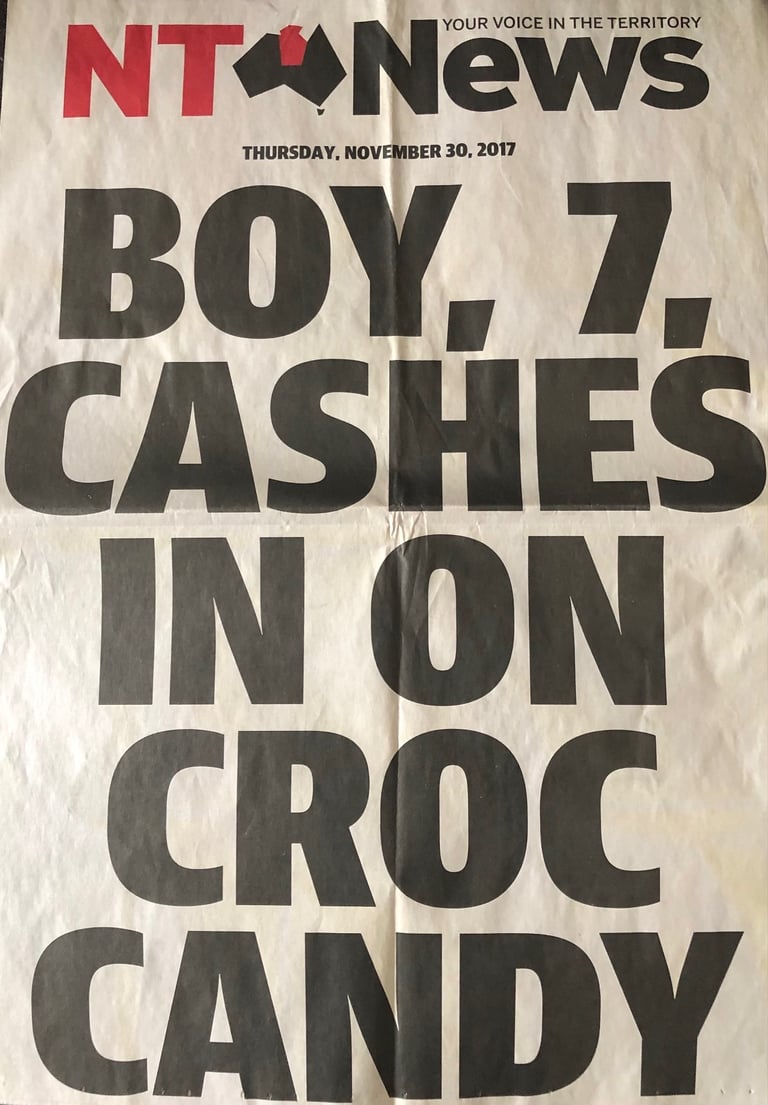 YOUR VOICE IN THE TERRITORY
NT News
THURSDAY, NOVEMBER 30, 2017
BOY, 7,
CASHES
IN ON
CROC
CANDY